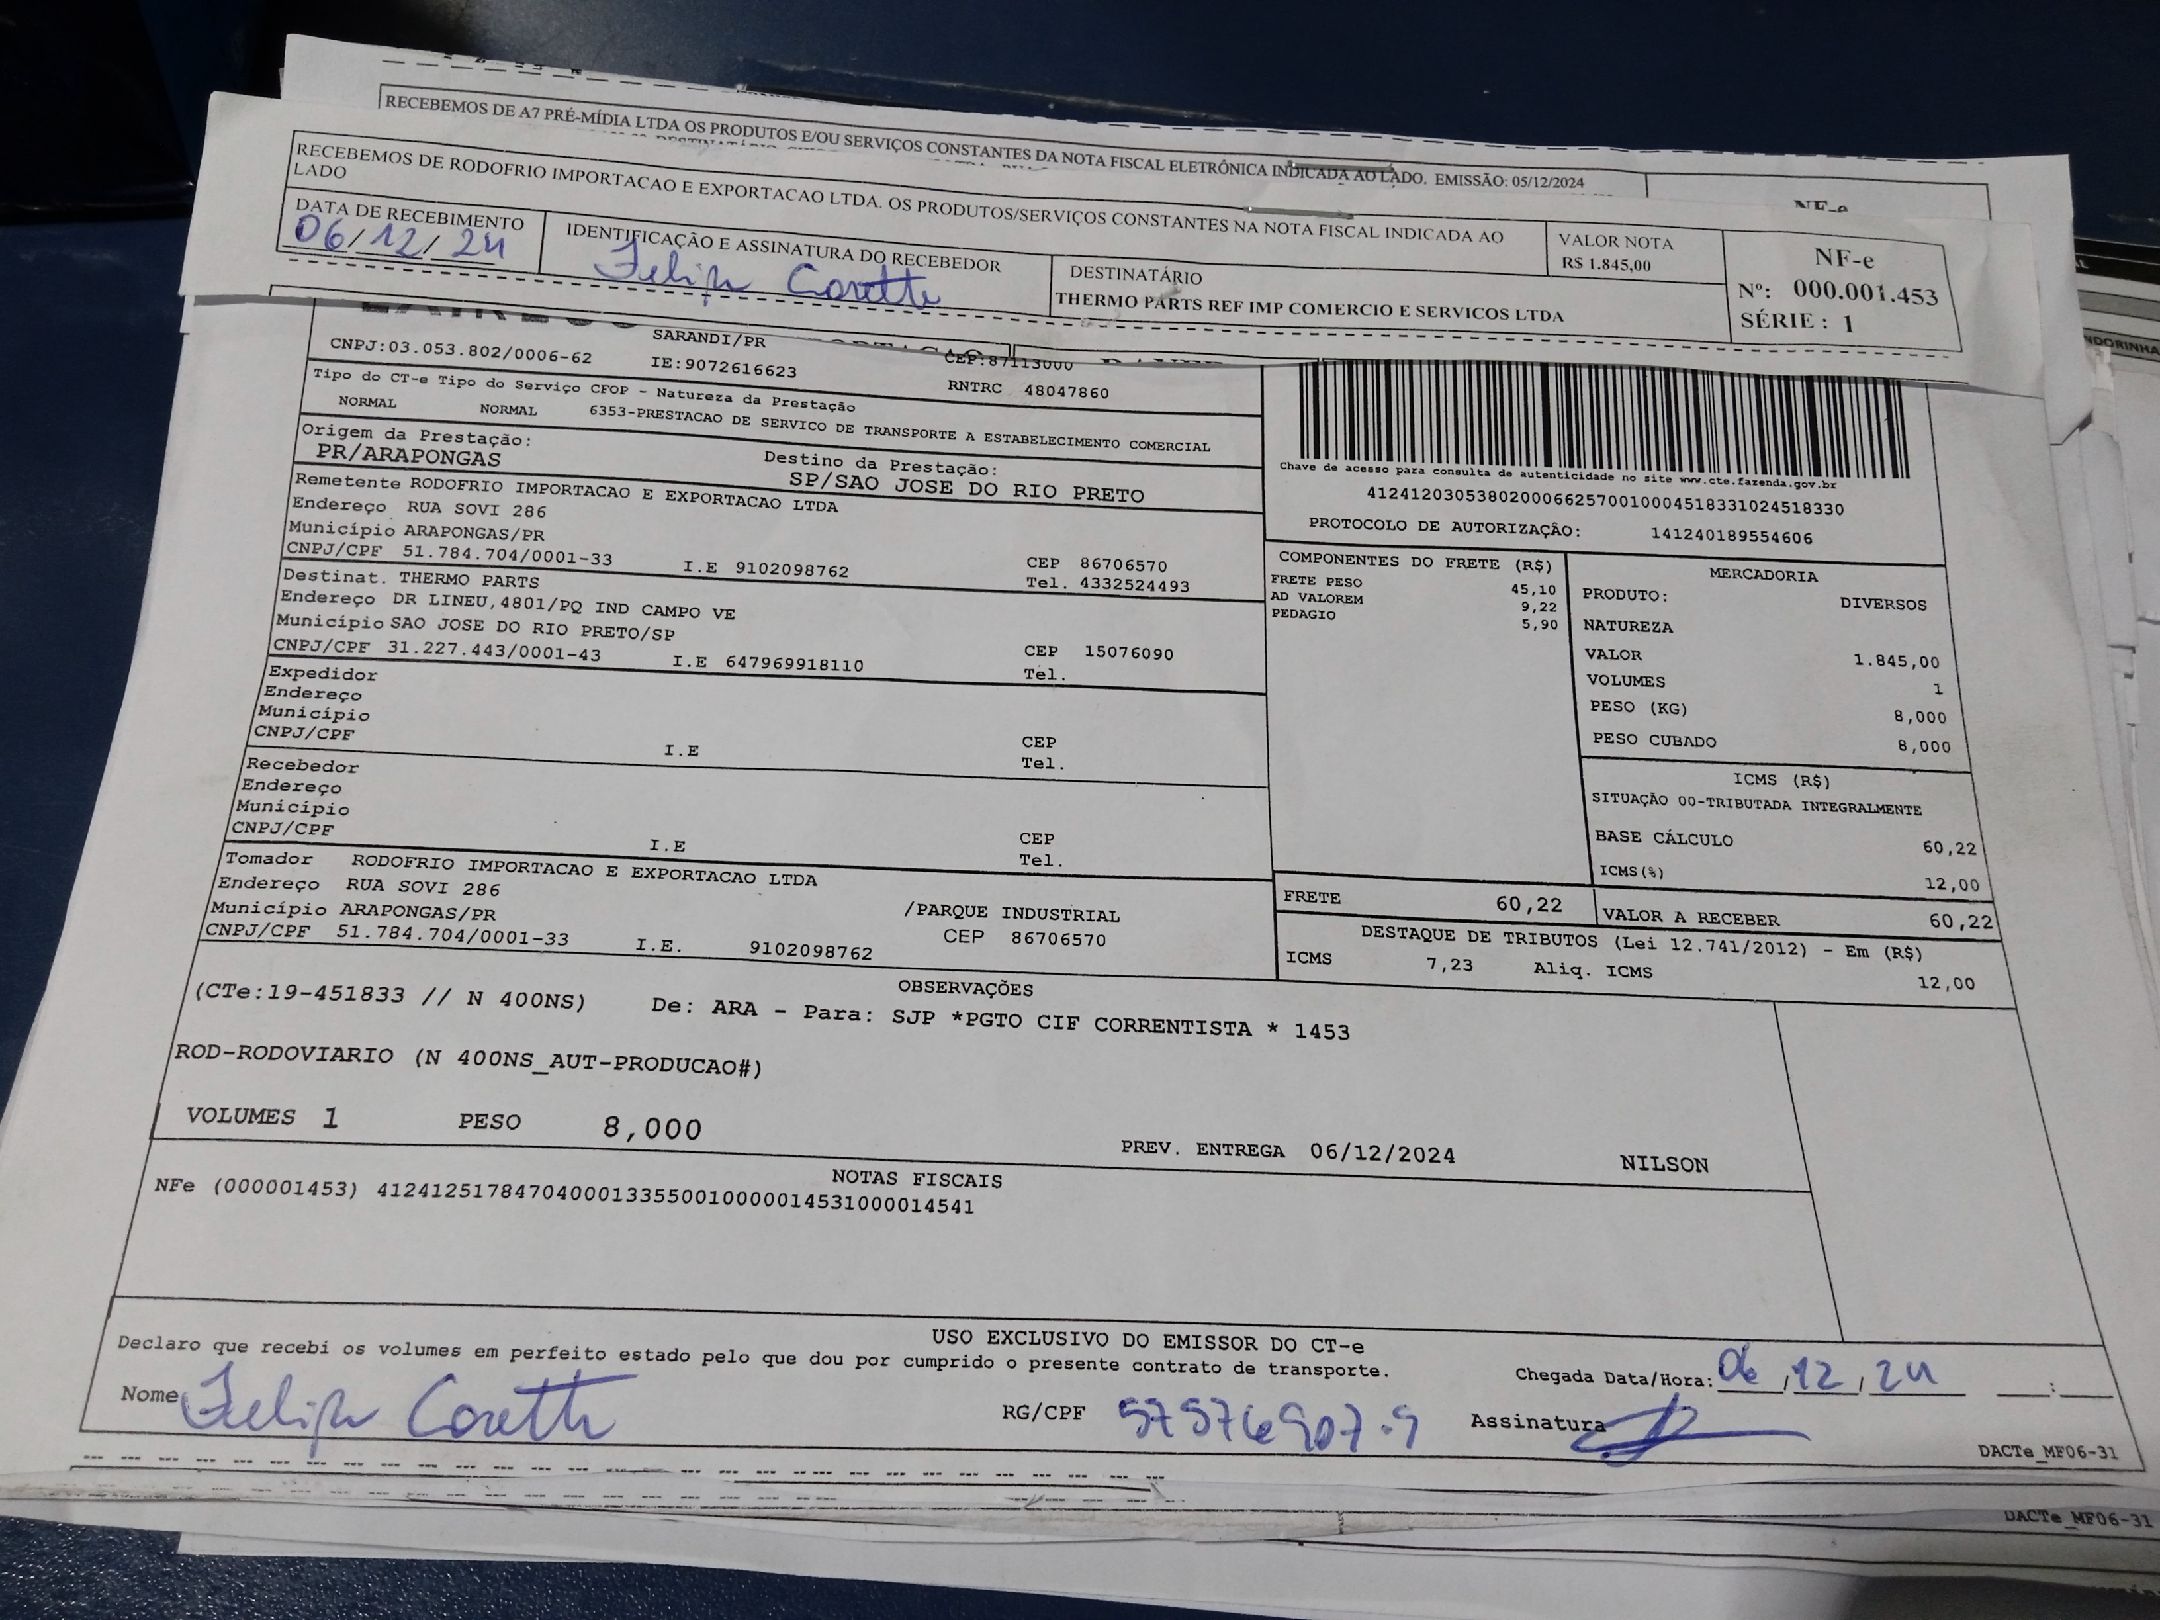 RECEBEMOS DE A7 PRÉ-MÍDIA LTDA OS PRODUTOS E/OU SERVIÇOS CONSTANTES DA NOTA FISCAL ELETRÔNICA INDICADA AO LADO. EMISSÃO: 05/12/2024
NF-e
RECEBEMOS DE RODOFRIO IMPORTACAO E EXPORTACAO LTDA. OS PRODUTOS/SERVIÇOS CONSTANTES NA NOTA FISCAL INDICADA AO
LADO
VALOR NOTA
R$ 1.845,00
NF-e
Nº: 000.001.453
SÉRIE : 1
DATA DE RECEBIMENTO
06/12/24
IDENTIFICAÇÃO E ASSINATURA DO RECEBEDOR
Felipe
DESTINATÁRIO
THERMO PARTS REF IMP COMERCIO E SERVICOS LTDA
SARANDI/PR
CNPJ:03.053.802/0006-62 IE:9072616623 CEP:87113000
RNTRC 48047860
Tipo do CT-e Tipo do Serviço CFOP - Natureza da Prestação
NORMAL NORMAL 6353-PRESTACAO DE SERVICO DE TRANSPORTE A ESTABELECIMENTO COMERCIAL
Origem da Prestação: Destino da Prestação:
PR/ARAPONGAS SP/SAO JOSE DO RIO PRETO
Remetente RODOFRIO IMPORTACAO E EXPORTACAO LTDA
Endereço RUA SOVI 286
Município ARAPONGAS/PR CEP 86706570
CNPJ/CPF 51.784.704/0001-33 I.E 9102098762 Tel. 4332524493
Destinat. THERMO PARTS
Endereço DR LINEU,4801/PQ IND CAMPO VE
Município SAO JOSE DO RIO PRETO/SP CEP 15076090
CNPJ/CPF 31.227.443/0001-43 I.E 647969918110 Tel.
Expedidor
Endereço
Município CEP
CNPJ/CPF I.E Tel.
Recebedor
Endereço
Município CEP
CNPJ/CPF I.E Tel.
Tomador RODOFRIO IMPORTACAO E EXPORTACAO LTDA
Endereço RUA SOVI 286 /PARQUE INDUSTRIAL
Município ARAPONGAS/PR CEP 86706570
CNPJ/CPF 51.784.704/0001-33 I.E. 9102098762
Chave de acesso para consulta de autenticidade no site www.cte.fazenda.gov.br
41241203053802000662570010004518331024518330
PROTOCOLO DE AUTORIZAÇÃO: 141240189554606
COMPONENTES DO FRETE (R$)
FRETE PESO 45,10
AD VALOREM 9,22
PEDAGIO 5,90
MERCADORIA
PRODUTO: DIVERSOS
NATUREZA
VALOR 1.845,00
VOLUMES 1
PESO (KG) 8,000
PESO CUBADO 8,000
ICMS (R$)
SITUAÇÃO 00-TRIBUTADA INTEGRALMENTE
BASE CÁLCULO 60,22
ICMS(%) 12,00
FRETE 60,22 VALOR A RECEBER 60,22
DESTAQUE DE TRIBUTOS (Lei 12.741/2012) - Em (R$)
ICMS 7,23 Aliq. ICMS 12,00
OBSERVAÇÕES
(CTe:19-451833 // N 400NS) De: ARA - Para: SJP *PGTO CIF CORRENTISTA * 1453
ROD-RODOVIARIO (N 400NS_AUT-PRODUCAO#)
VOLUMES 1 PESO 8,000 PREV. ENTREGA 06/12/2024 NILSON
NOTAS FISCAIS
NFe (000001453) 41241251784704000133550010000014531000014541
USO EXCLUSIVO DO EMISSOR DO CT-e
Declaro que recebi os volumes em perfeito estado pelo que dou por cumprido o presente contrato de transporte.
Chegada Data/Hora: 06/12/24 __:__
Nome Felipe
RG/CPF 57576907-9 Assinatura
DACTe_MF06-31
DACTe_MF06-31